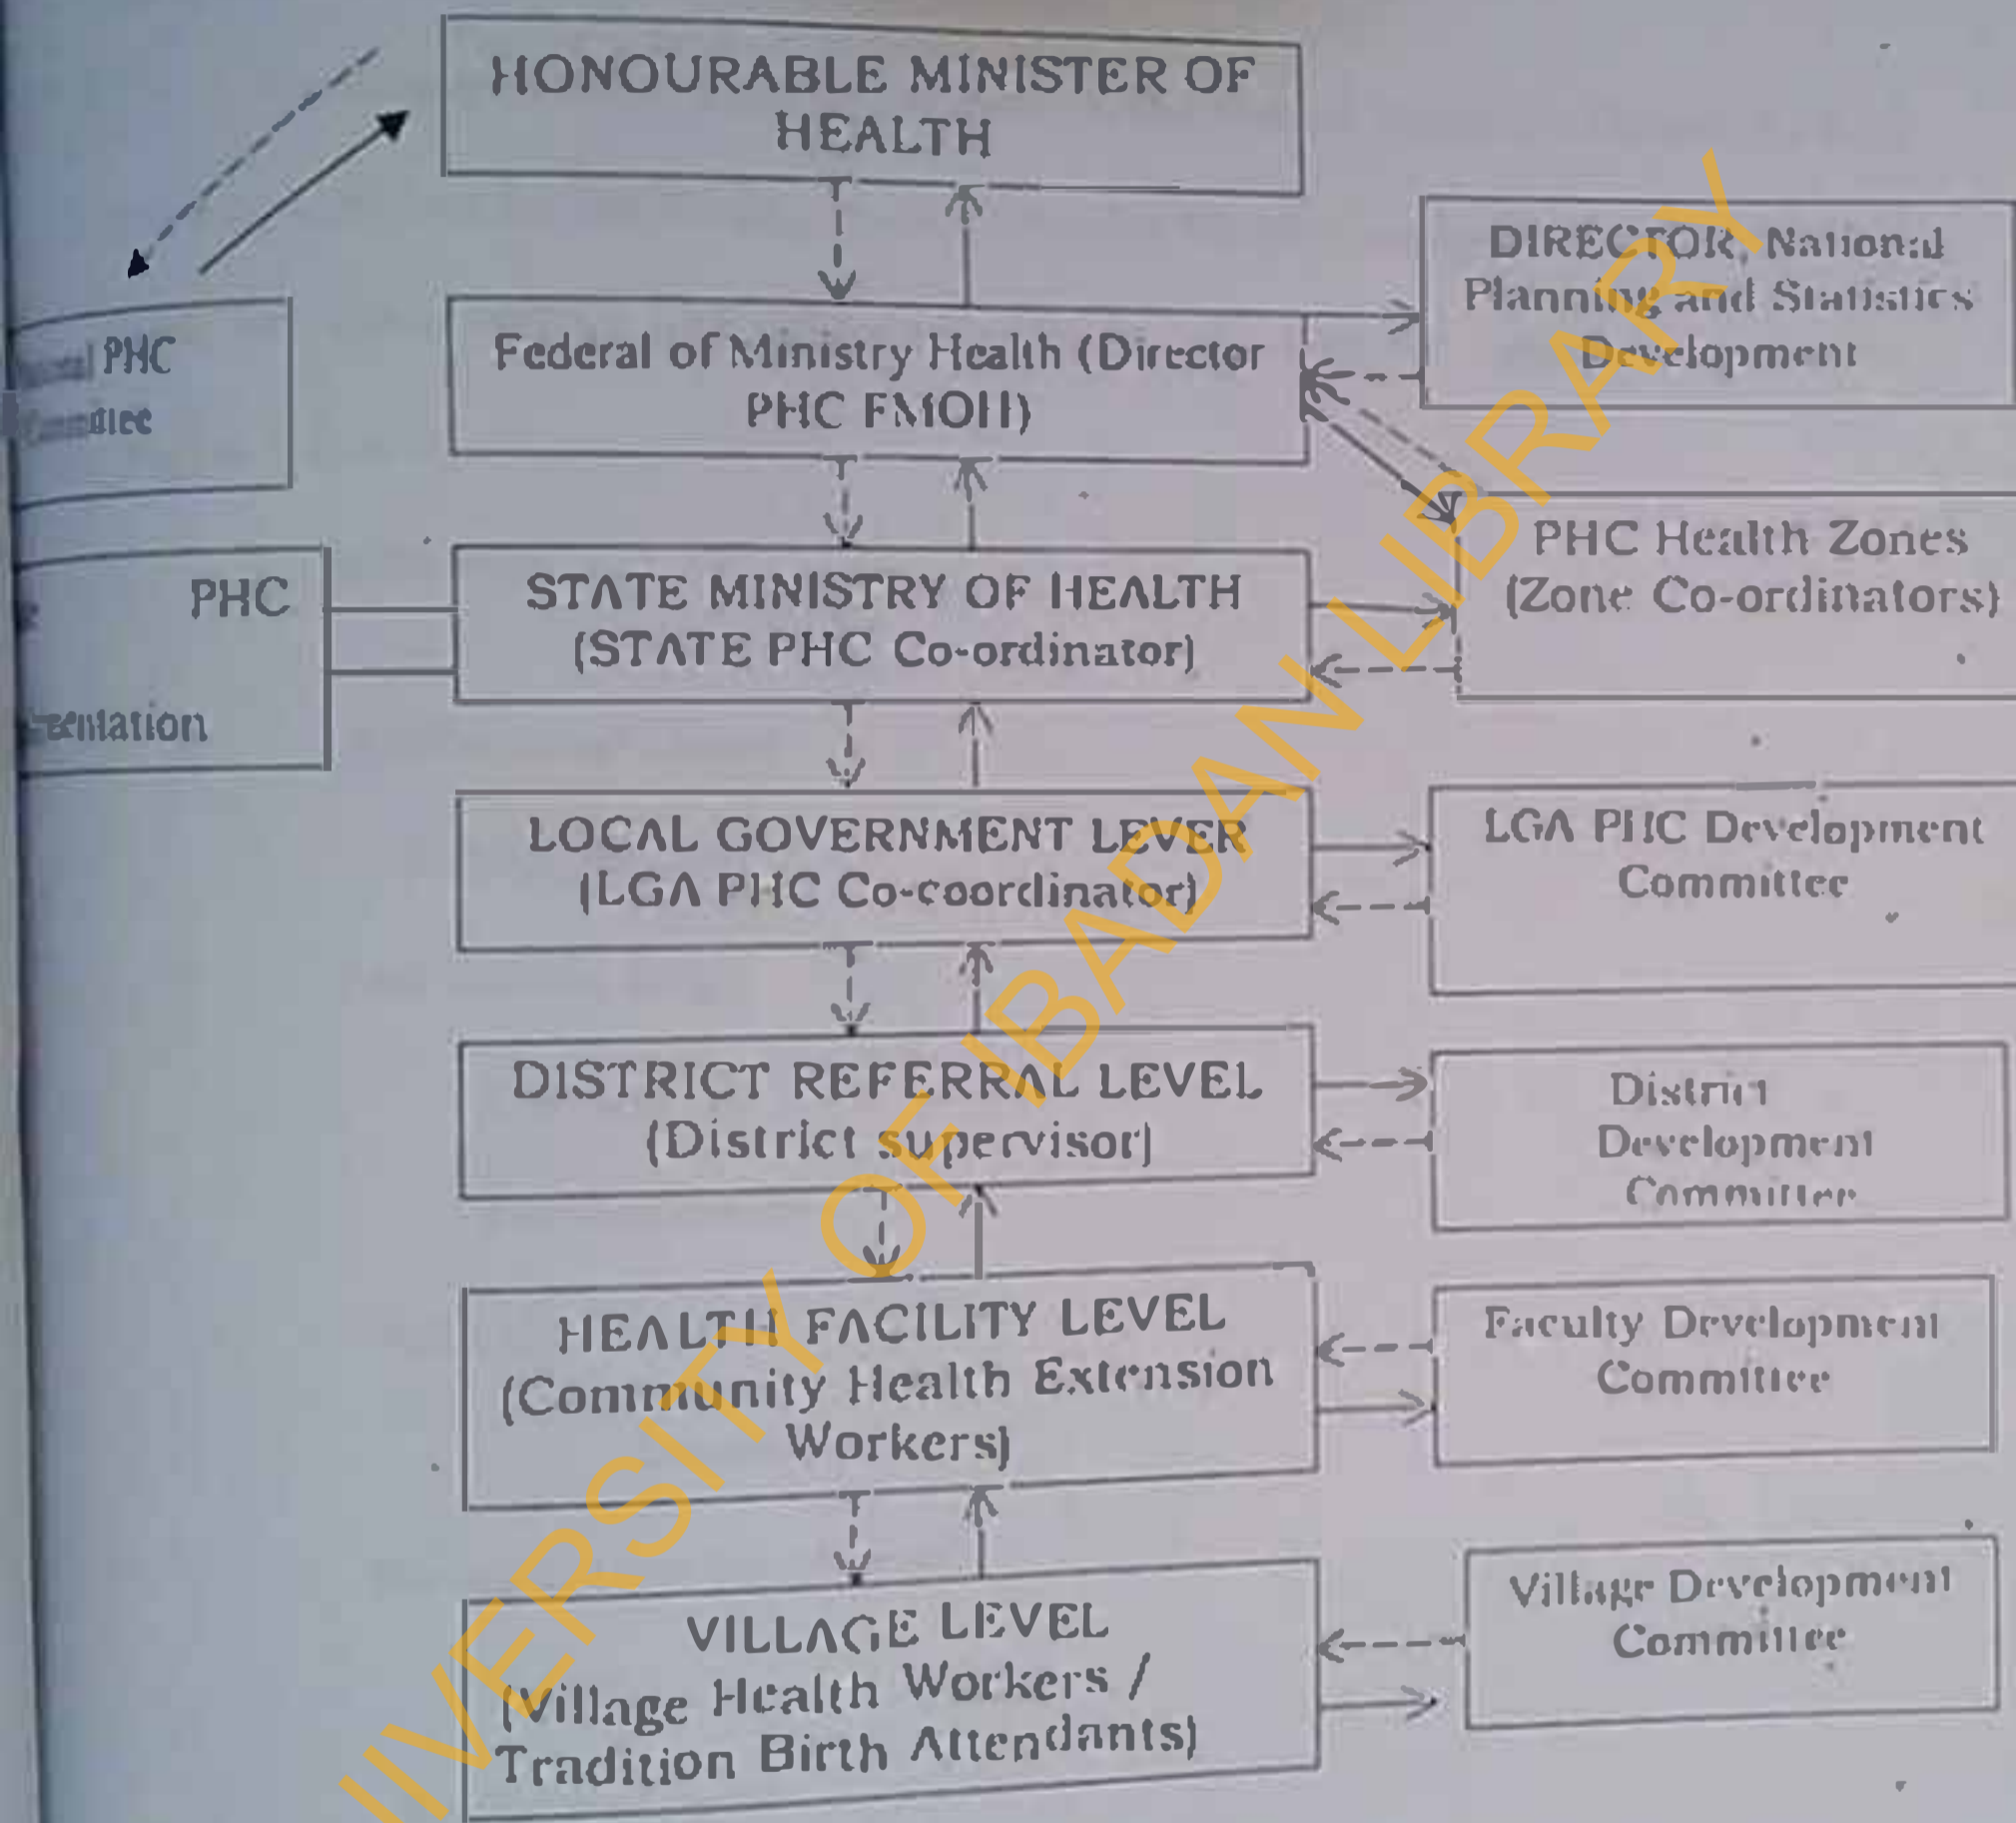 HONOURABLE MINISTER OF
HEALTH
DIRECTOR, National
Planning and Statistics
Development
PHC
Federal of Ministry Health (Director
PHC FMOH)
PHC Health Zones
(Zone Co-ordinators)
PHC
STATE MINISTRY OF HEALTH
(STATE PHC Co-ordinator)
LOCAL GOVERNMENT LEVER
(LGA PHC Co-coordinator)
LGA PHC Development
Committee
DISTRICT REFERRAL LEVEL
(District supervisor)
District
Development
Committee
HEALTH FACILITY LEVEL
(Community Health Extension
Workers)
Faculty Development
Committee
VILLAGE LEVEL
(Village Health Workers /
Tradition Birth Attendants)
Village Development
Committee
OF IBADAN LIBRARY